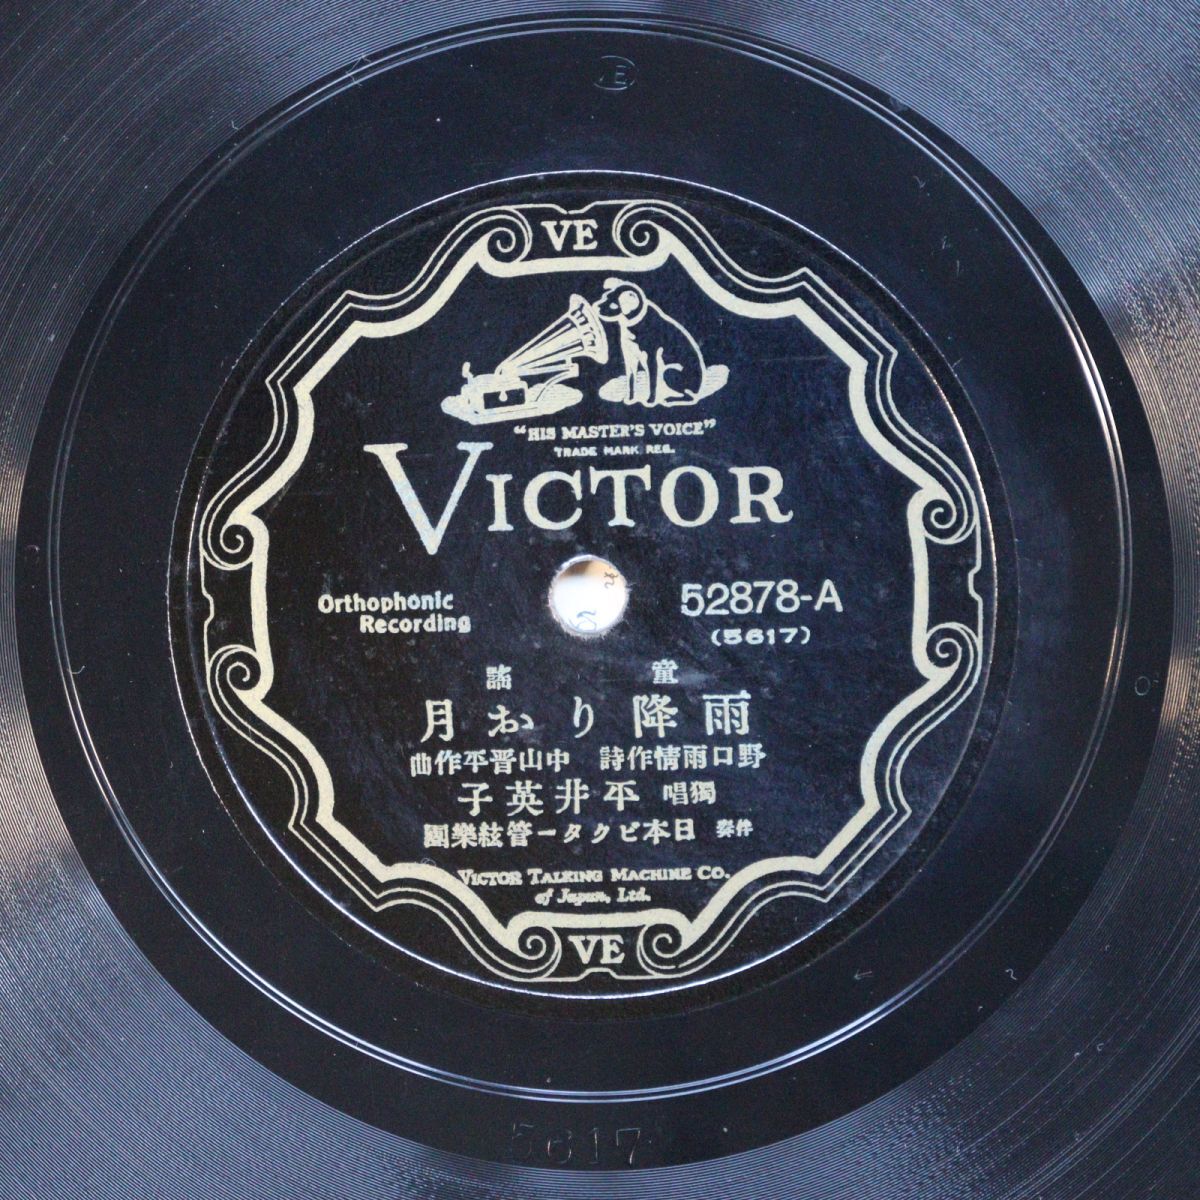 VE
"HIS MASTER'S VOICE"
TRADE MARK REG.
VICTOR
Orthophonic
Recording
52878-A
(5617)
童謠
雨降りお月
野口雨情作詩 中山晋平作曲
獨唱 平井英子
伴奏 日本ビクター管絃樂團
VICTOR TALKING MACHINE CO.
of Japan, Ltd.
VE
E
5617